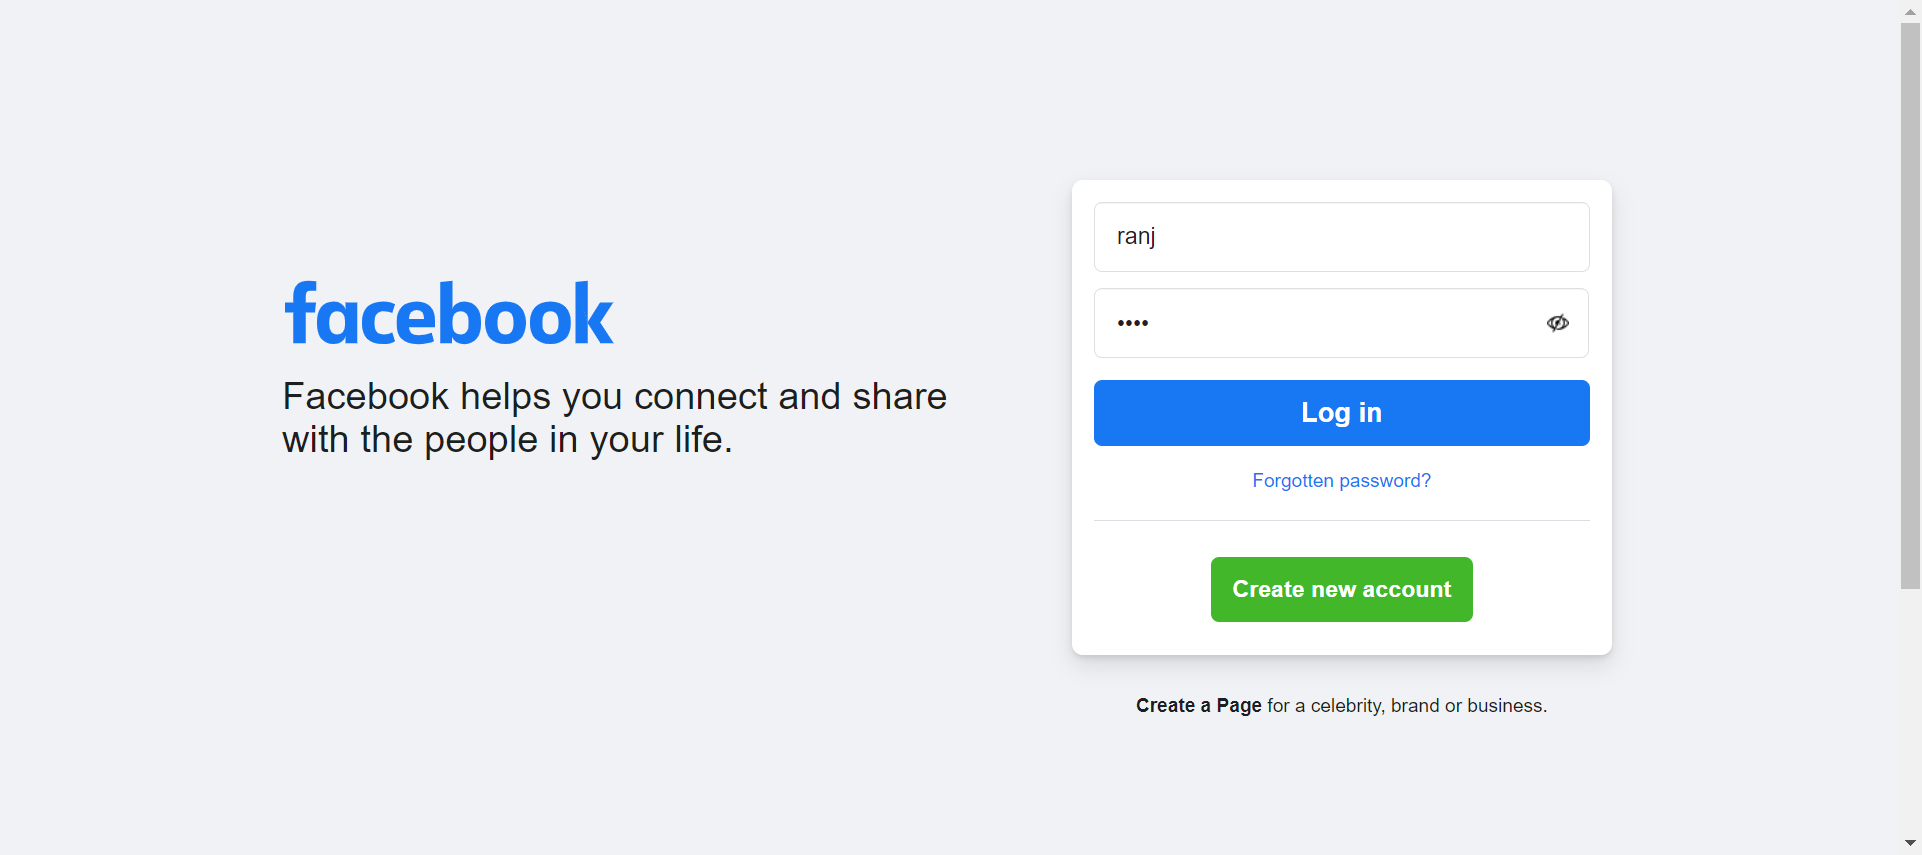 facebook
Facebook helps you connect and share
with the people in your life.
ranj
••••
Log in
Forgotten password?
Create new account
Create a Page for a celebrity, brand or business.